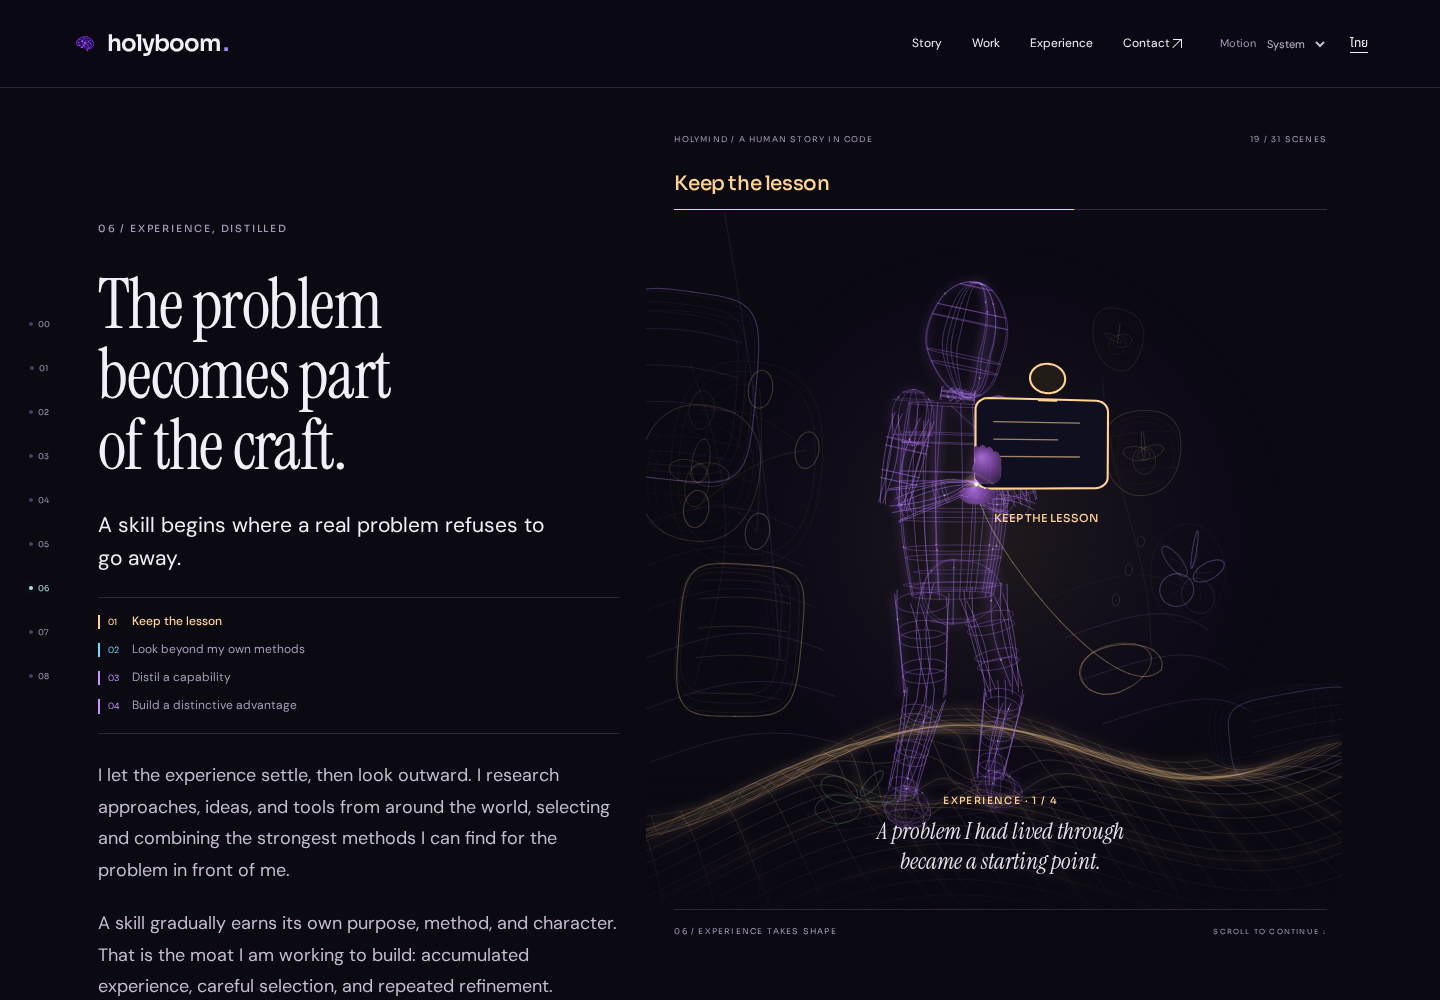 holyboom.
Story
Work
Experience
Contact
Motion
System
ไทย
HOLYMIND / A HUMAN STORY IN CODE
19 / 31 SCENES
Keep the lesson
06 / EXPERIENCE, DISTILLED
The problem
becomes part
of the craft.
00
01
02
03
04
05
06
07
08
A skill begins where a real problem refuses to
go away.
01 Keep the lesson
02 Look beyond my own methods
03 Distil a capability
04 Build a distinctive advantage
I let the experience settle, then look outward. I research
approaches, ideas, and tools from around the world, selecting
and combining the strongest methods I can find for the
problem in front of me.
A skill gradually earns its own purpose, method, and character.
That is the moat I am working to build: accumulated
experience, careful selection, and repeated refinement.
KEEP THE LESSON
EXPERIENCE · 1 / 4
A problem I had lived through
became a starting point.
06 / EXPERIENCE TAKES SHAPE
SCROLL TO CONTINUE ↓